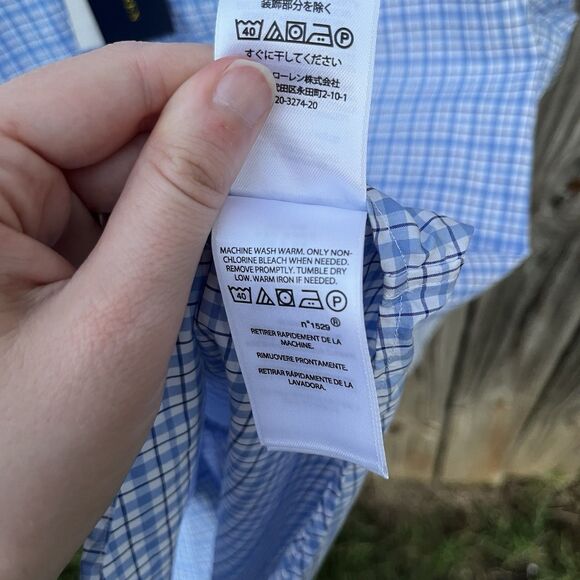 装飾部分を除く
40 P
すぐに干してください
ローレン株式会社
田区永田町2-10-1
20-3274-20
MACHINE WASH WARM. ONLY NON-
CHLORINE BLEACH WHEN NEEDED.
REMOVE PROMPTLY. TUMBLE DRY
LOW. WARM IRON IF NEEDED.
40 P
n°1529®
RETIRER RAPIDEMENT DE LA
MACHINE.
RIMUOVERE PRONTAMENTE.
RETIRAR RÁPIDAMENTE DE LA
LAVADORA.